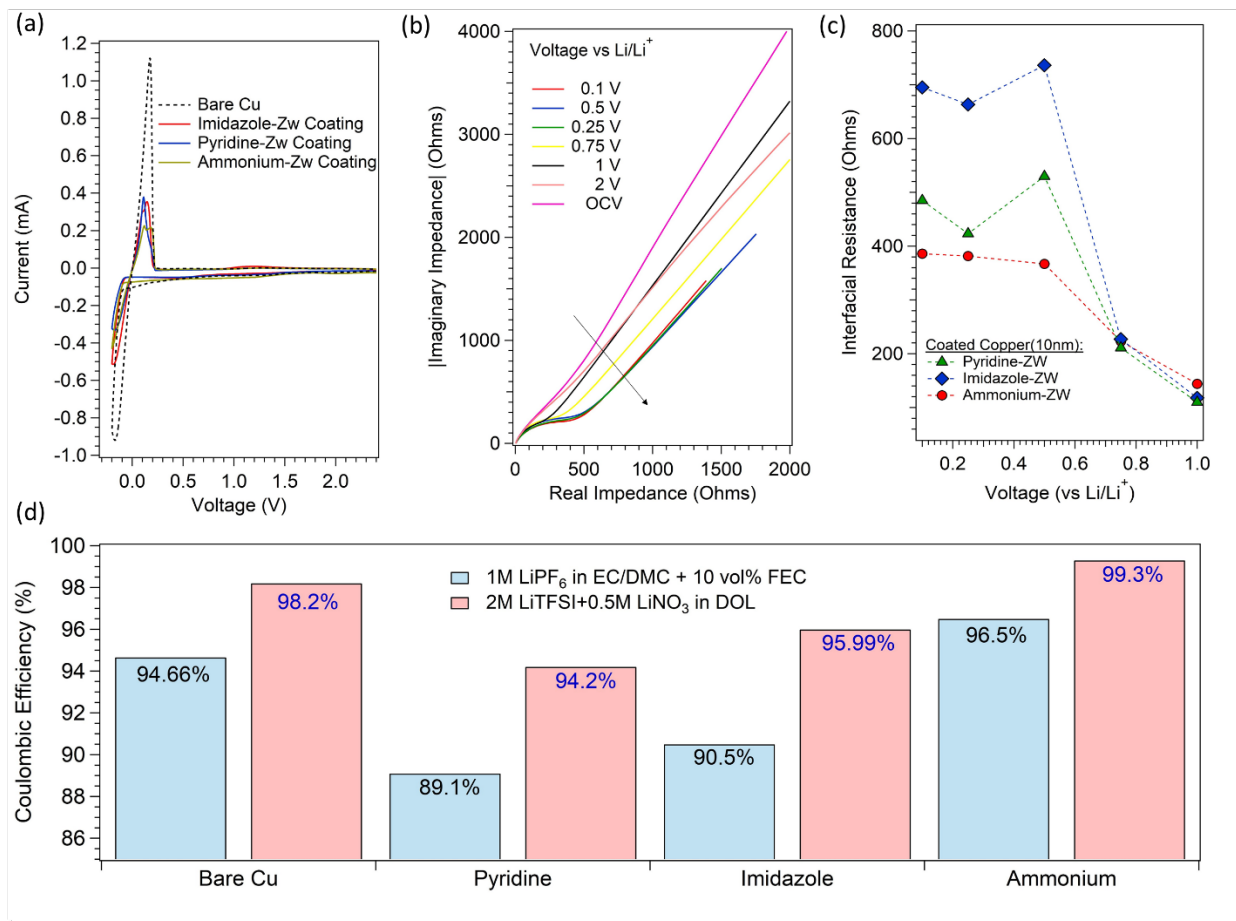 (a)
1.2
1.0
0.8
0.6
0.4
0.2
0.0
-0.2
-0.4
-0.6
-0.8
-1.0
Current (mA)
Bare Cu
Imidazole-Zw Coating
Pyridine-Zw Coating
Ammonium-Zw Coating
0.0 0.5 1.0 1.5 2.0
Voltage (V)
(b)
4000
3000
2000
1000
0
|Imaginary Impedance| (Ohms)
Voltage vs Li/Li⁺
0.1 V
0.5 V
0.25 V
0.75 V
1 V
2 V
OCV
0 500 1000 1500 2000
Real Impedance (Ohms)
(c)
800
600
400
200
Interfacial Resistance (Ohms)
Coated Copper(10nm):
Pyridine-ZW
Imidazole-ZW
Ammonium-ZW
0.2 0.4 0.6 0.8 1.0
Voltage (vs Li/Li⁺)
(d)
100
98
96
94
92
90
88
86
Coulombic Efficiency (%)
1M LiPF₆ in EC/DMC + 10 vol% FEC
2M LiTFSI+0.5M LiNO₃ in DOL
94.66%
98.2%
89.1%
94.2%
90.5%
95.99%
96.5%
99.3%
Bare Cu Pyridine Imidazole Ammonium